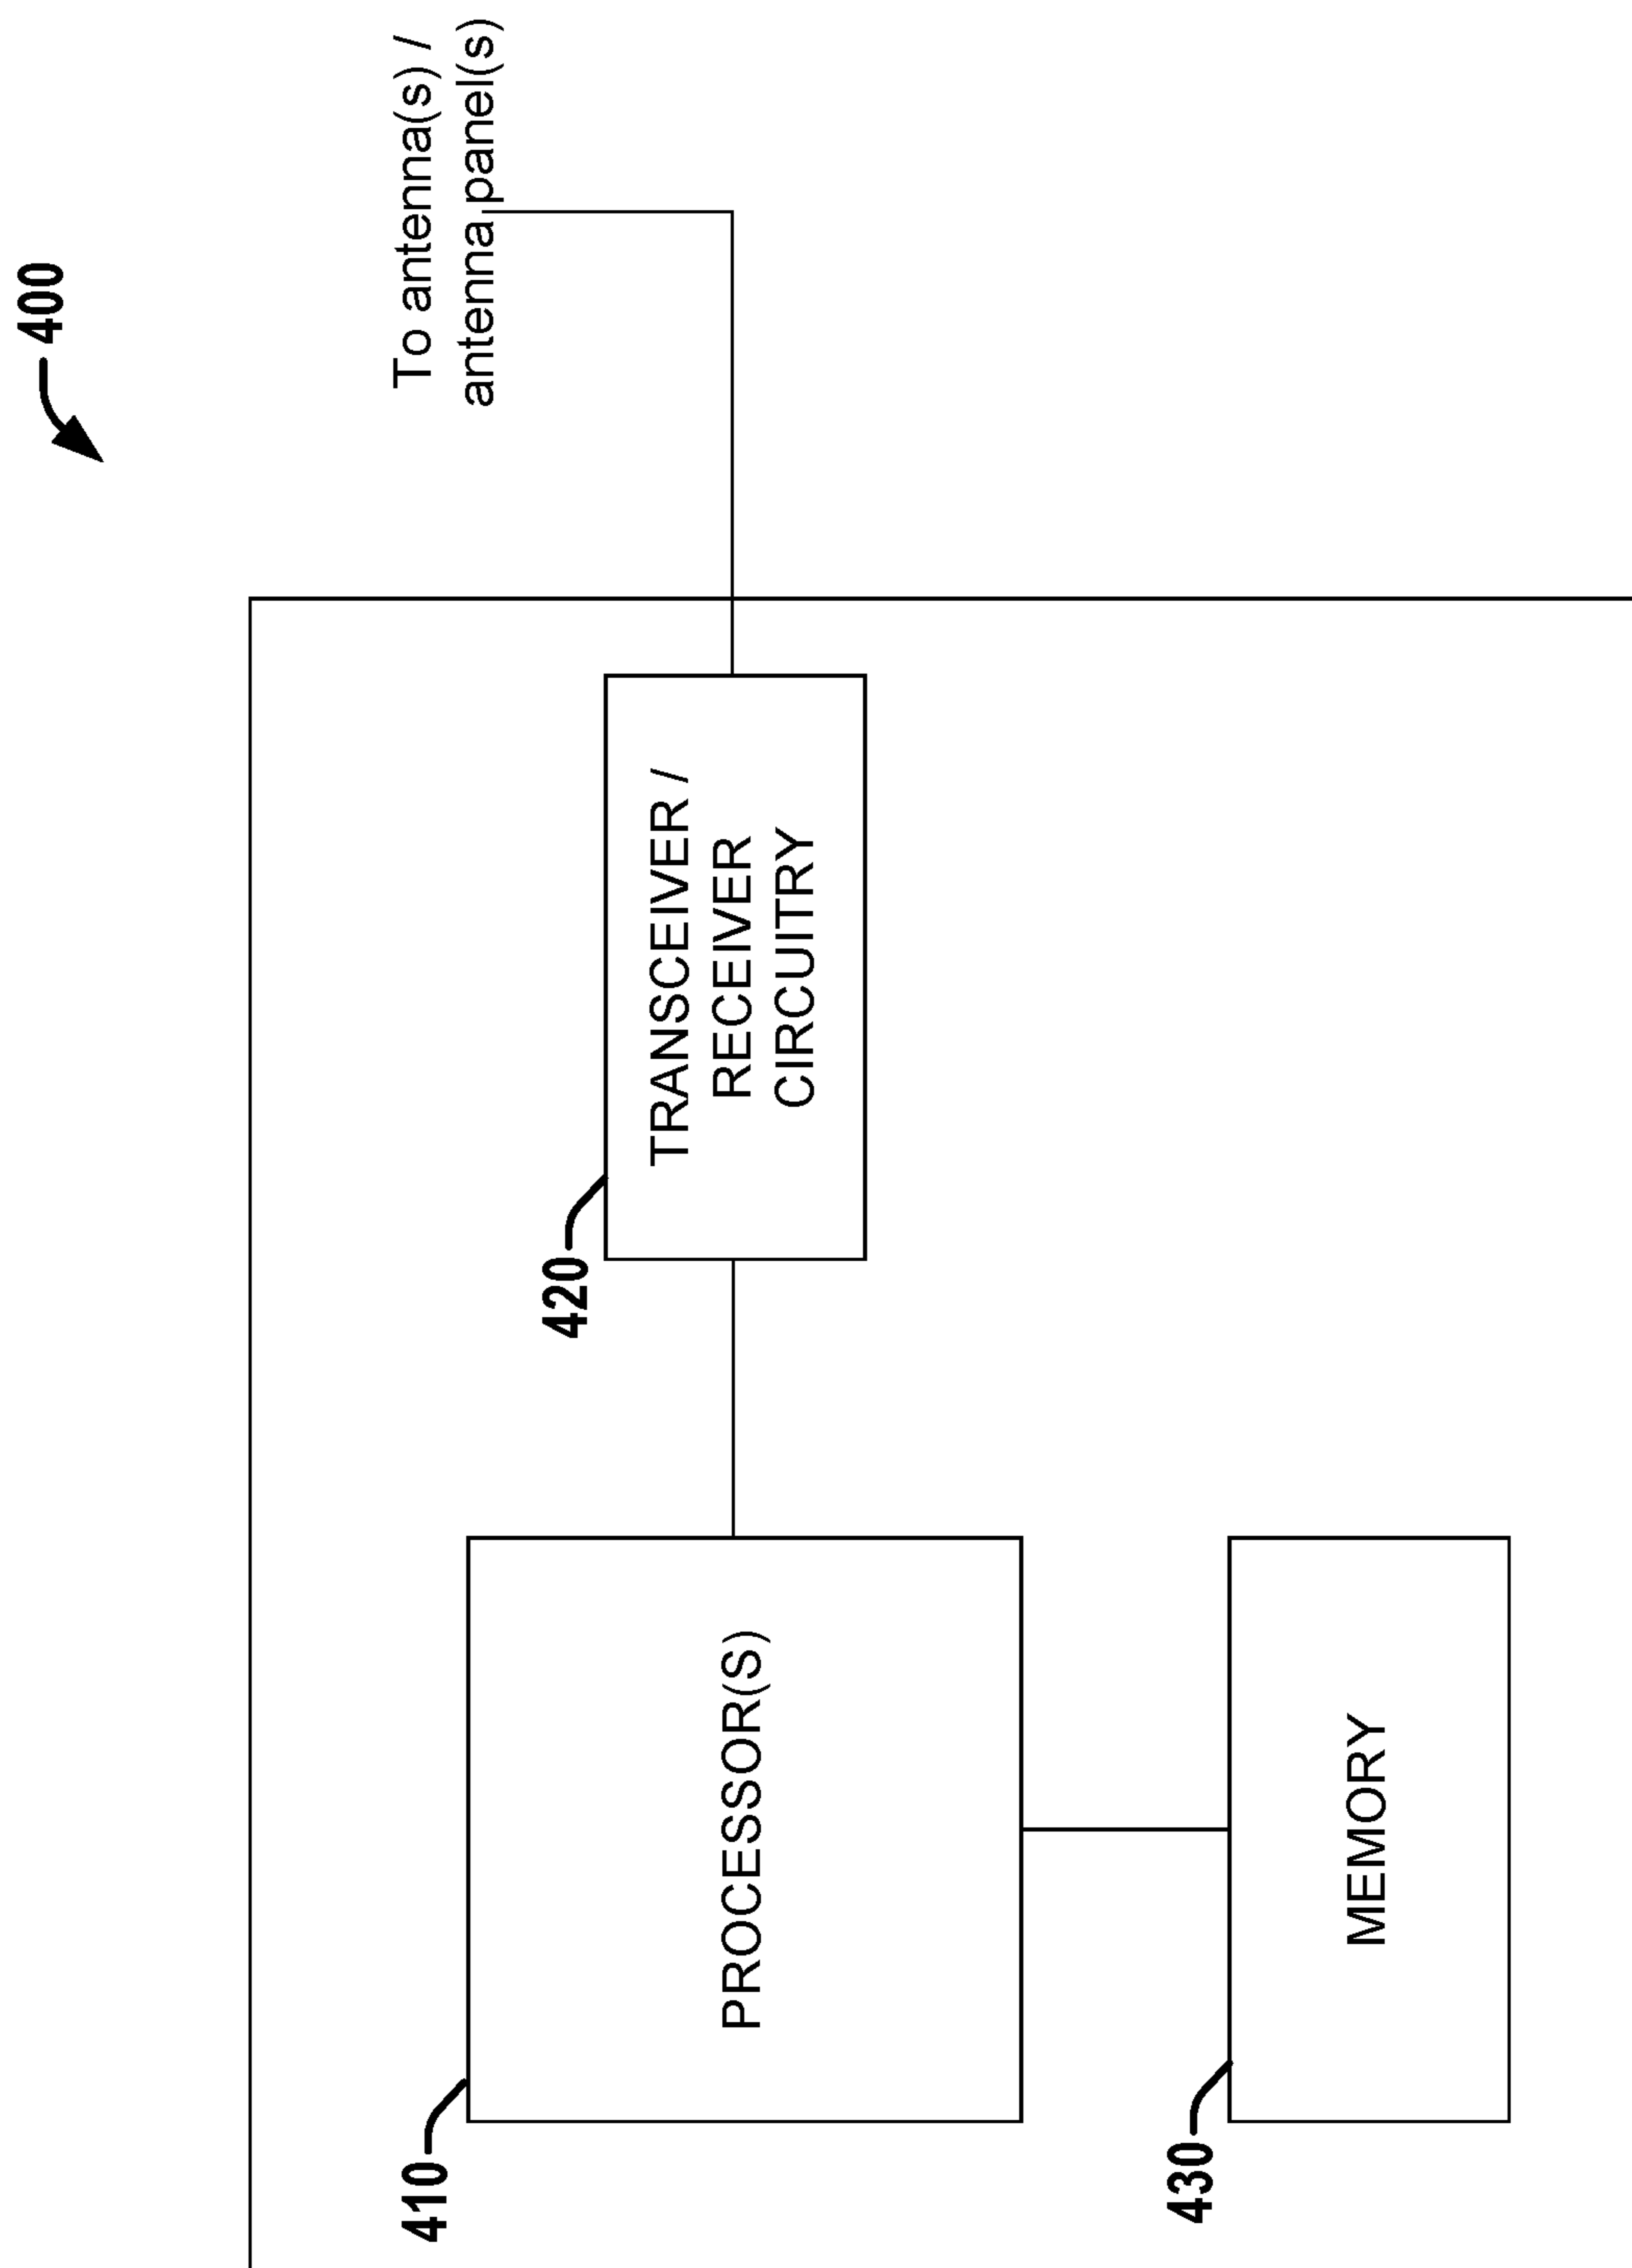 400
To antenna(s) /
antenna panel(s)
410
PROCESSOR(S)
420
TRANSCEIVER /
RECEIVER
CIRCUITRY
430
MEMORY